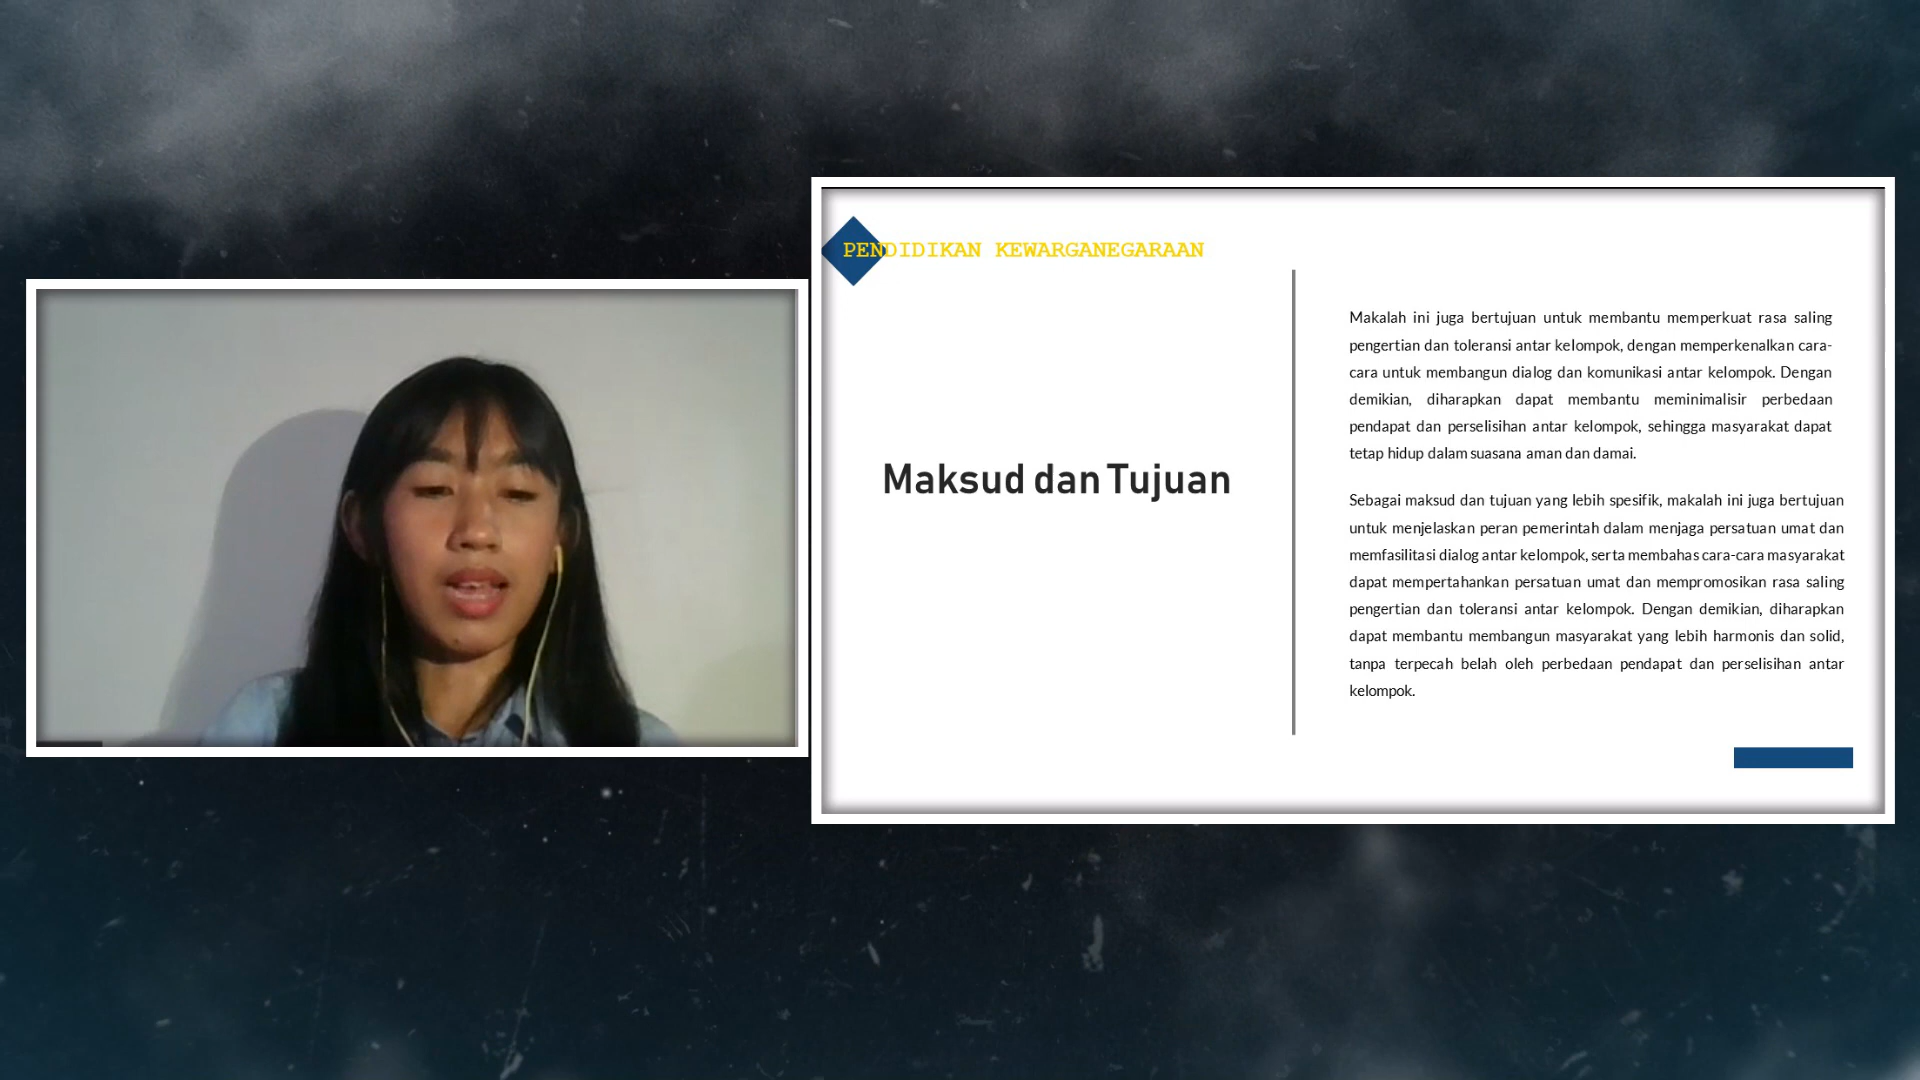 PENDIDIKAN KEWARGANEGARAAN
Maksud dan Tujuan
Makalah ini juga bertujuan untuk membantu memperkuat rasa saling
pengertian dan toleransi antar kelompok, dengan memperkenalkan cara-
cara untuk membangun dialog dan komunikasi antar kelompok. Dengan
demikian, diharapkan dapat membantu meminimalisir perbedaan
pendapat dan perselisihan antar kelompok, sehingga masyarakat dapat
tetap hidup dalam suasana aman dan damai.
Sebagai maksud dan tujuan yang lebih spesifik, makalah ini juga bertujuan
untuk menjelaskan peran pemerintah dalam menjaga persatuan umat dan
memfasilitasi dialog antar kelompok, serta membahas cara-cara masyarakat
dapat mempertahankan persatuan umat dan mempromosikan rasa saling
pengertian dan toleransi antar kelompok. Dengan demikian, diharapkan
dapat membantu membangun masyarakat yang lebih harmonis dan solid,
tanpa terpecah belah oleh perbedaan pendapat dan perselisihan antar
kelompok.